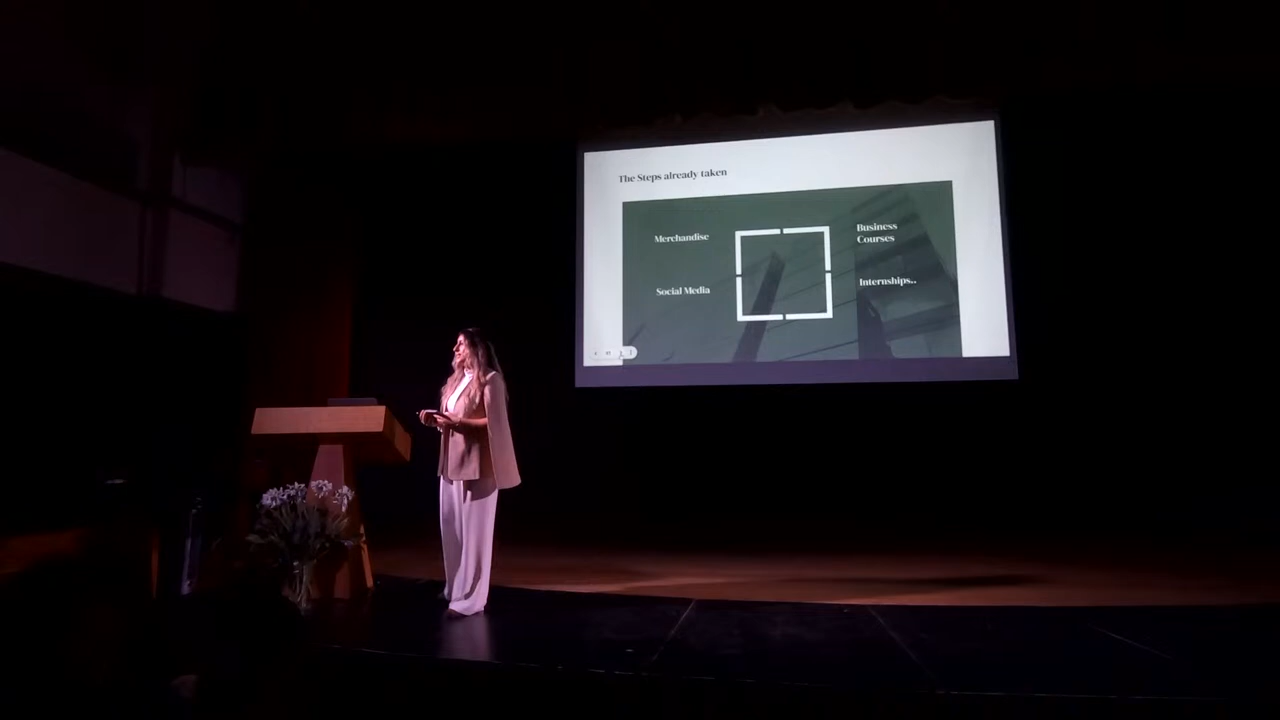 The Steps already taken
Merchandise
Social Media
Business
Courses
Internships..